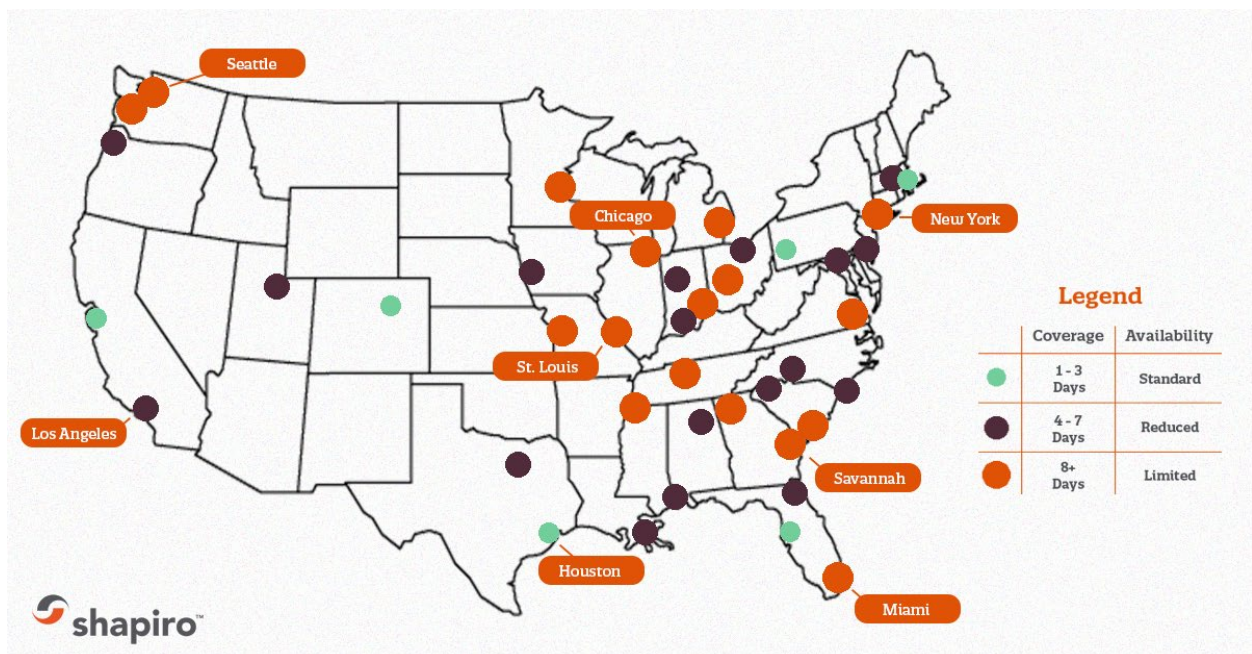 Seattle
Chicago
New York
St. Louis
Los Angeles
Savannah
Houston
Miami
Legend
Coverage Availability
1 - 3
Days
Standard
4 - 7
Days
Reduced
8+
Days
Limited
shapiro™